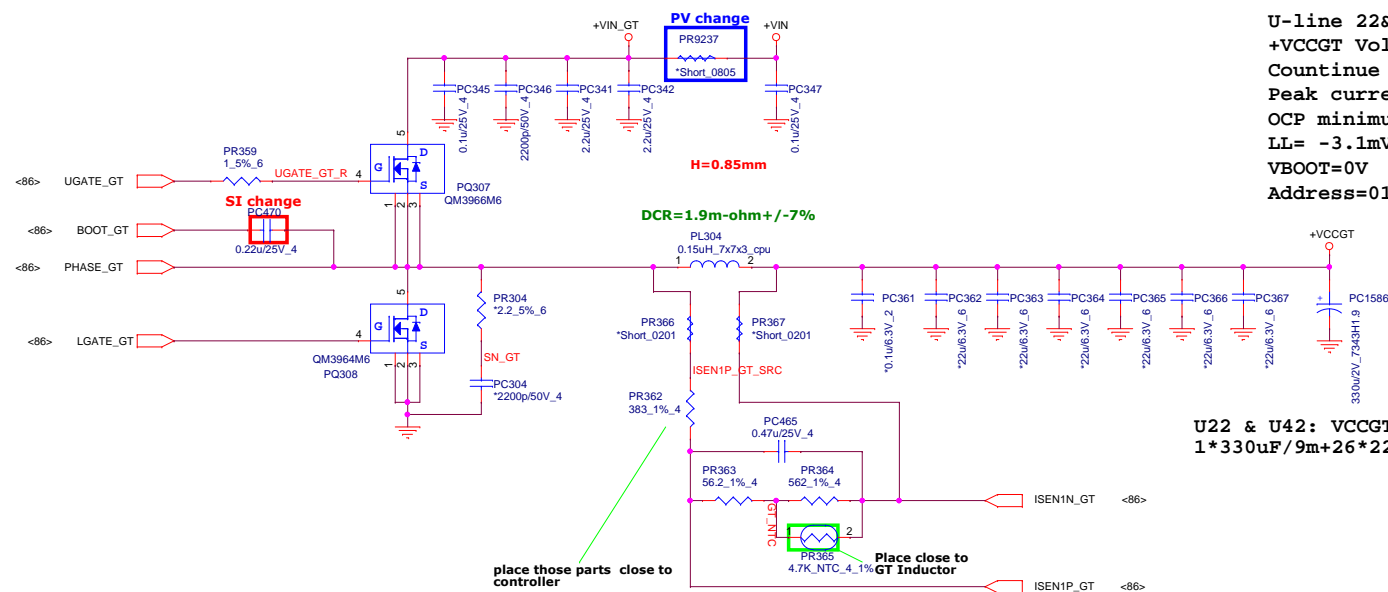 PV change
+VIN_GT
+VIN
PR9237
*Short_0805
PC345
0.1u/25V_4
PC346
2200p/50V_4
PC341
2.2u/25V_4
PC342
2.2u/25V_4
PC347
0.1u/25V_4
H=0.85mm
U-line 22&
+VCCGT Vol
Countinue
Peak curre
OCP minimu
LL= -3.1mV
VBOOT=0V
Address=01
<86>
UGATE_GT
PR359
1_5%_6
UGATE_GT_R
4
5
G
D
S
1
2
3
PQ307
QM3966M6
SI change
<86>
BOOT_GT
PC470
0.22u/25V_4
<86>
PHASE_GT
<86>
LGATE_GT
4
5
G
D
S
1
2
3
QM3964M6
PQ308
PR304
*2.2_5%_6
SN_GT
PC304
*2200p/50V_4
DCR=1.9m-ohm+/-7%
PL304
0.15uH_7x7x3_cpu
1
2
PR366
*Short_0201
PR367
*Short_0201
ISEN1P_GT_SRC
PR362
383_1%_4
PC465
0.47u/25V_4
PR363
56.2_1%_4
PR364
562_1%_4
GT_NTC
1
2
PR365
4.7K_NTC_4_1%
Place close to
GT Inductor
place those parts close to
controller
ISEN1N_GT
<86>
ISEN1P_GT
<86>
+VCCGT
PC361
*0.1u/6.3V_2
PC362
*22u/6.3V_6
PC363
*22u/6.3V_6
PC364
*22u/6.3V_6
PC365
*22u/6.3V_6
PC366
*22u/6.3V_6
PC367
*22u/6.3V_6
+
PC1586
330u/2V_7343H1.9
U22 & U42: VCCGT
1*330uF/9m+26*22